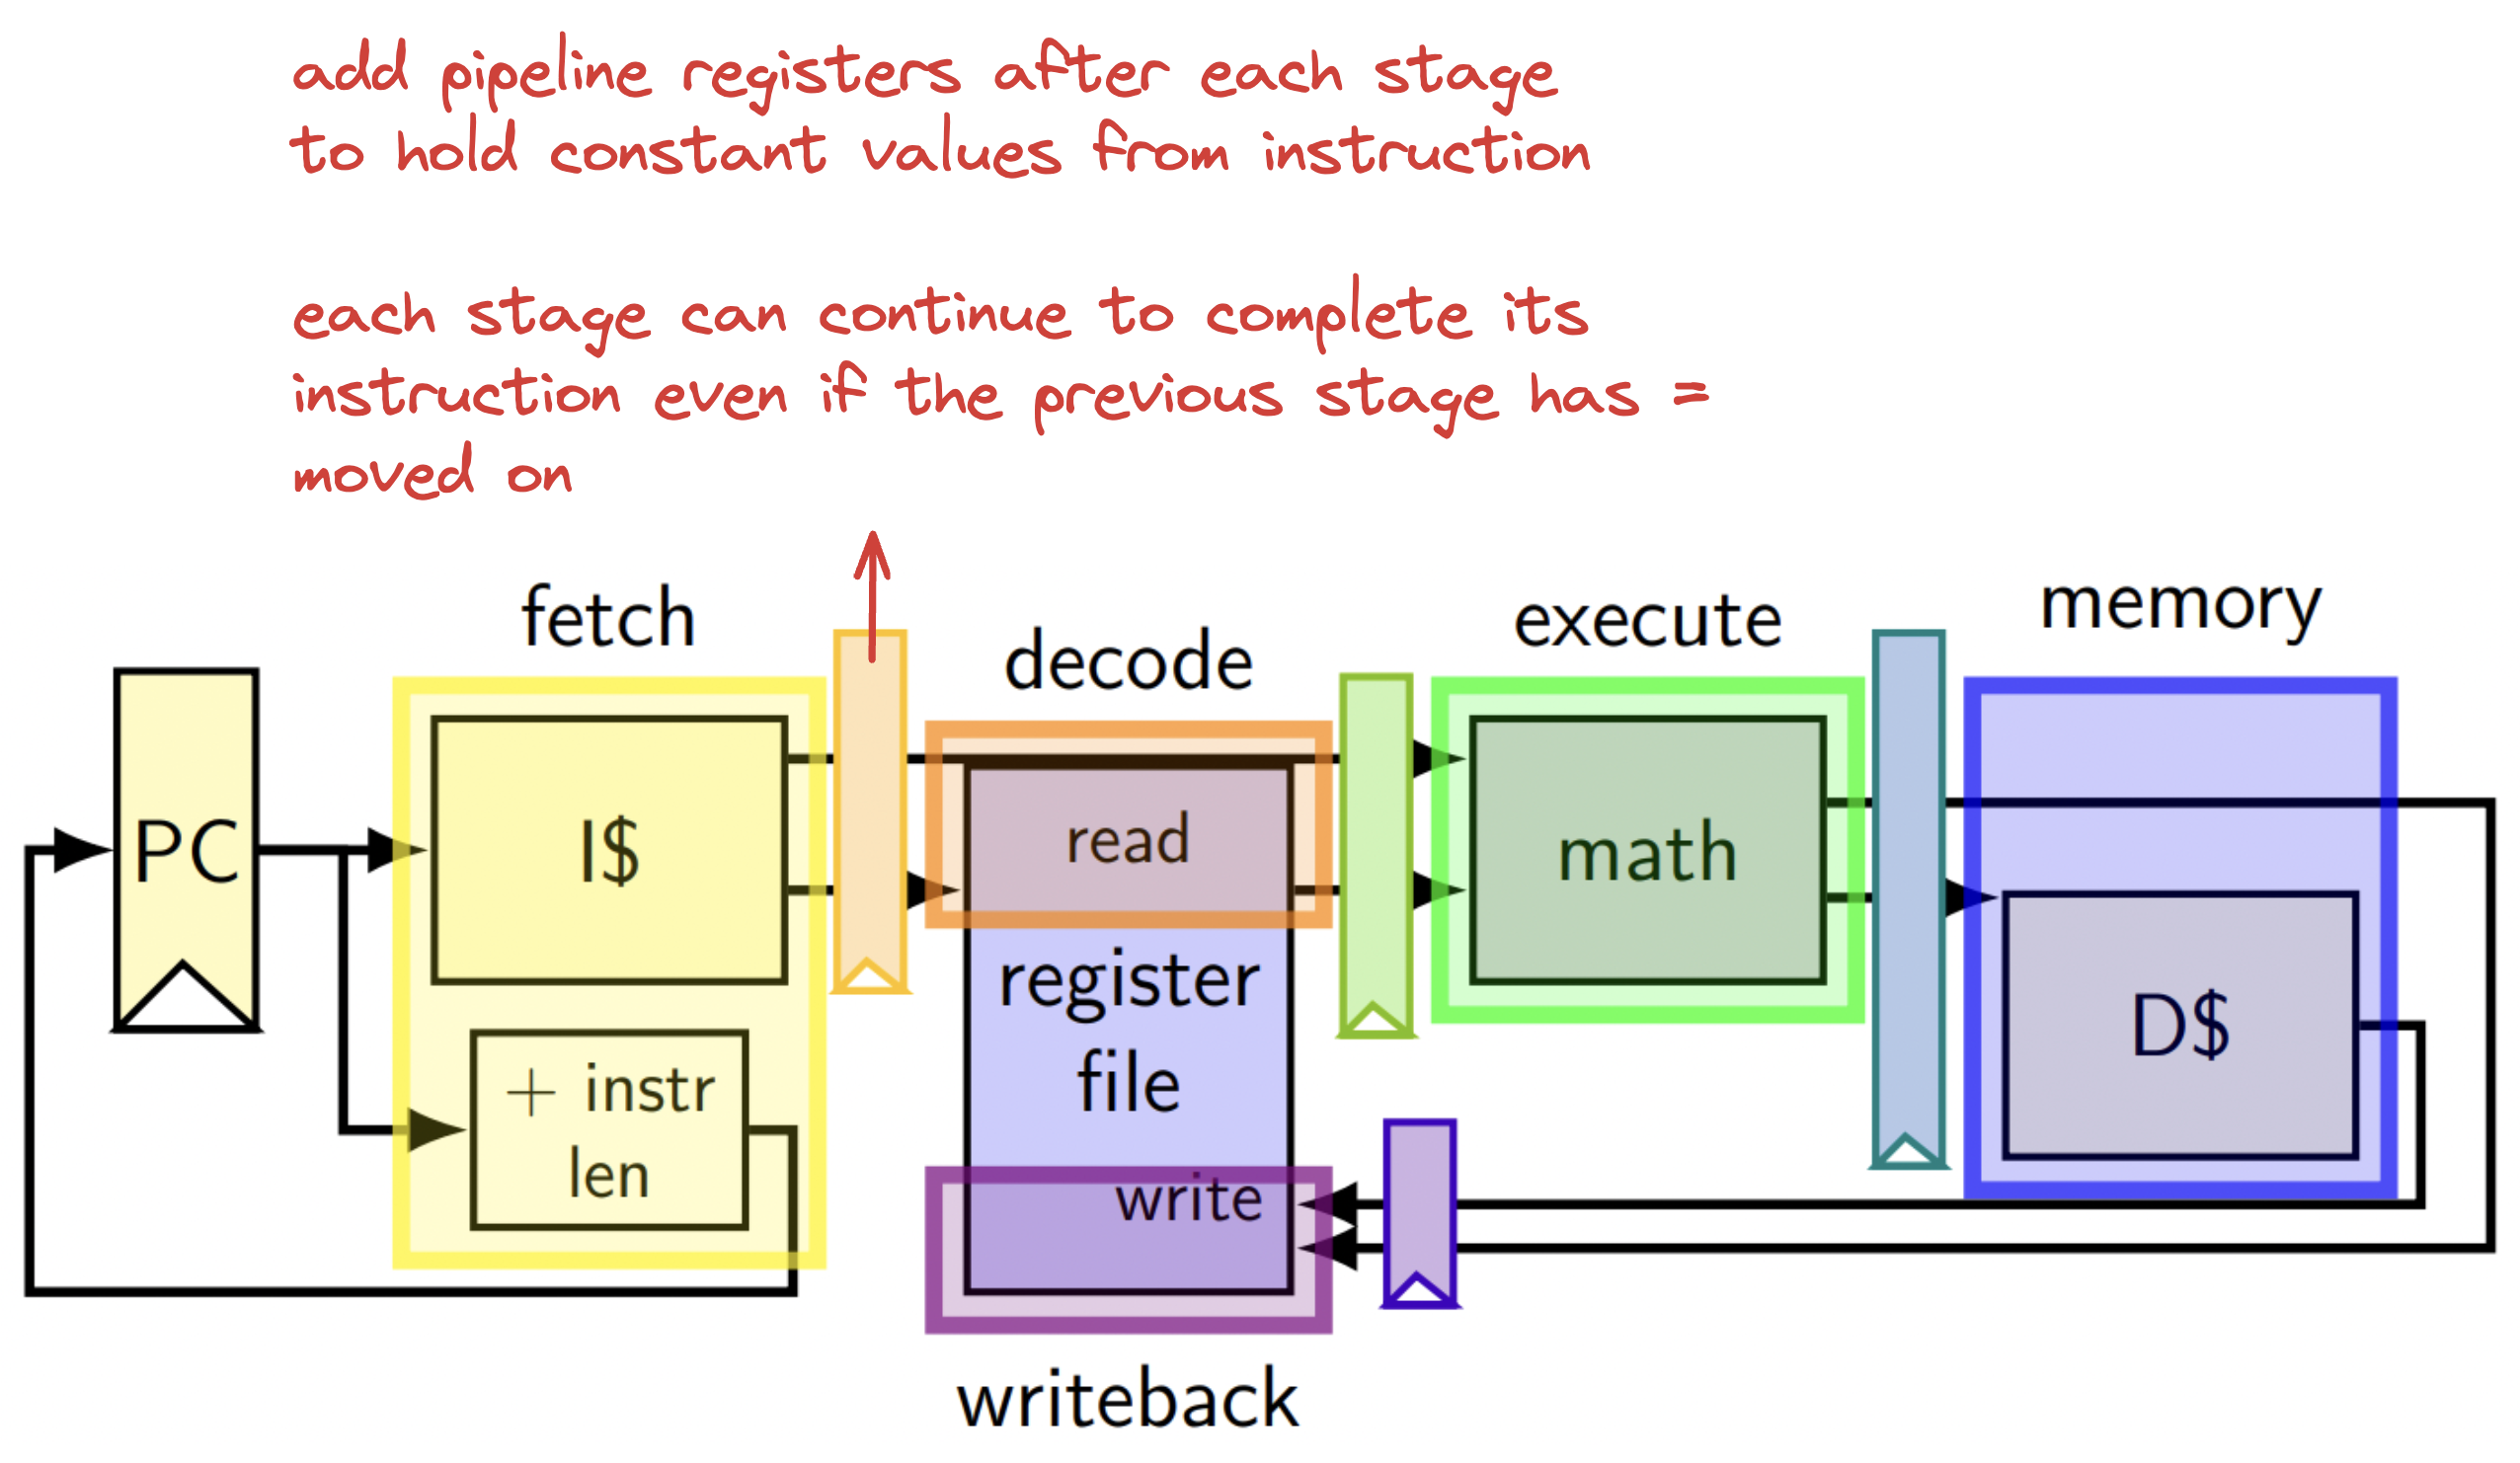 add pipeline registers after each stage
to hold constant values from instruction
each stage can continue to complete its
instruction even if the previous stage has =
moved on
fetch
decode
execute
memory
PC
I$
read
math
register
file
D$
+ instr
len
write
writeback